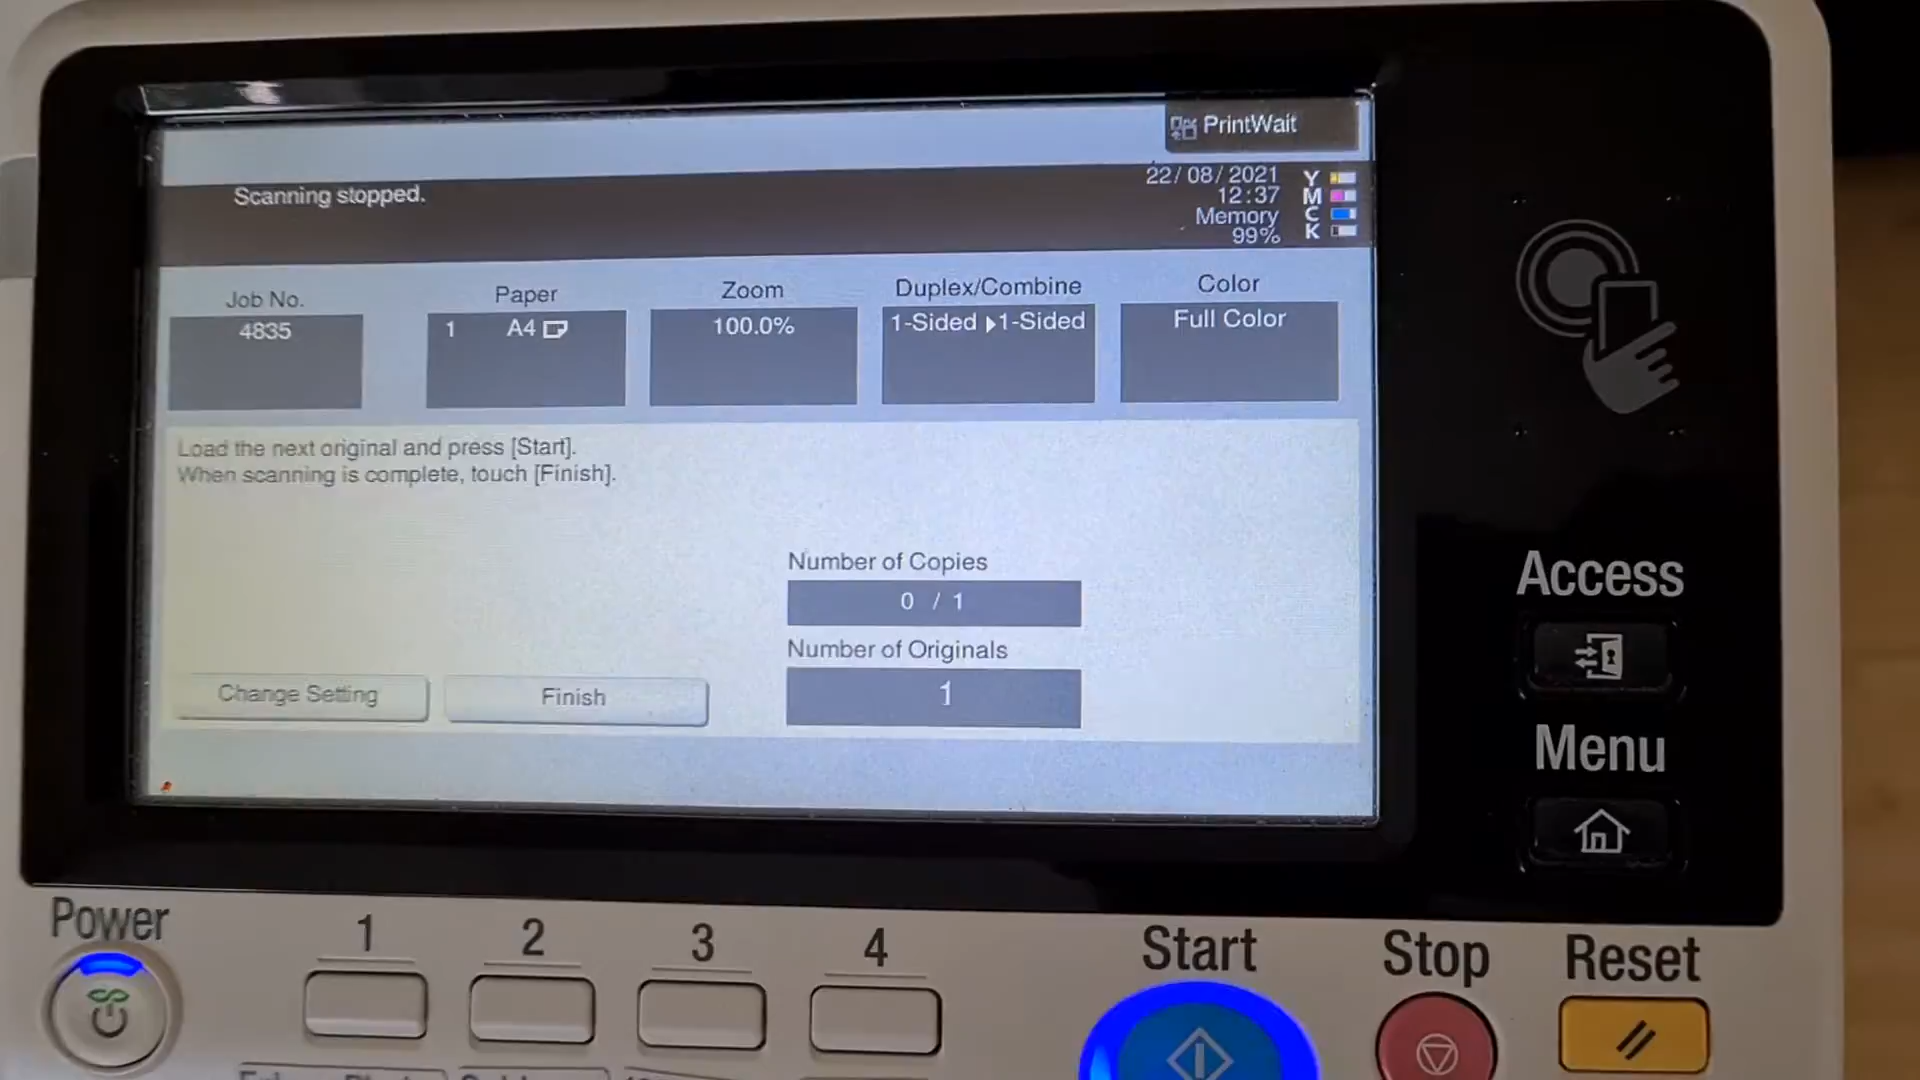 PrintWait
Scanning stopped.
22/08/2021
12:37
Memory
99%
Y
M
C
K
Job No.
4835
Paper
1 A4
Zoom
100.0%
Duplex/Combine
1-Sided ▶1-Sided
Color
Full Color
Load the next original and press [Start].
When scanning is complete, touch [Finish].
Number of Copies
0 / 1
Number of Originals
1
Change Setting
Finish
Access
Menu
Power
1
2
3
4
Start
Stop
Reset